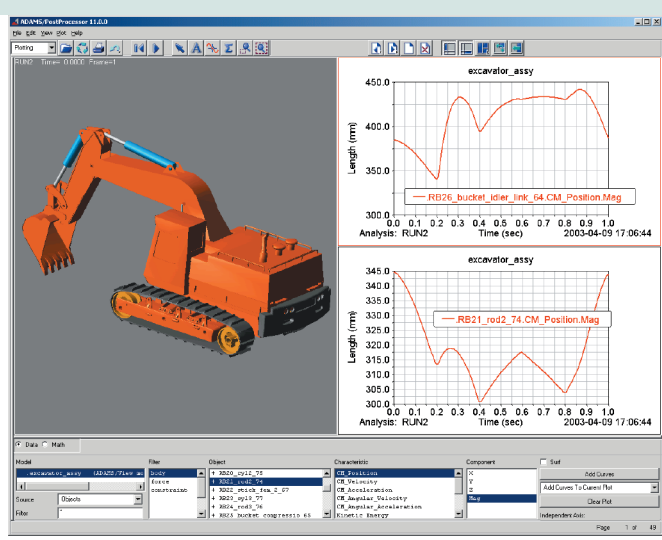 ADAMS/PostProcessor 11.0.0
File Edit View Plot Help
Plotting
RUN2 Time= 0.0000 Frame=1
excavator_assy
450.0
400.0
350.0
300.0
Length (mm)
.RB26_bucket_idler_link_64.CM_Position.Mag
0.0 0.1 0.2 0.3 0.4 0.5 0.6 0.7 0.8 0.9 1.0
Analysis: RUN2 Time (sec) 2003-04-09 17:06:44
excavator_assy
345.0
340.0
335.0
330.0
325.0
320.0
315.0
310.0
305.0
300.0
Length (mm)
.RB21_rod2_74.CM_Position.Mag
0.0 0.1 0.2 0.3 0.4 0.5 0.6 0.7 0.8 0.9 1.0
Analysis: RUN2 Time (sec) 2003-04-09 17:06:44
Data Math
Model Filter Object Characteristic Component Surf
.excavator_assy (ADAMS/View mo
body
force
constraint
+ RB20_cyl2_75
+ RB21_rod2_74
+ RB22_stick_fem_2_67
+ RB23_cyl3_77
+ RB24_rod3_76
+ RB25_bucket_compressio_65
CM_Position
CM_Velocity
CM_Acceleration
CM_Angular_Velocity
CM_Angular_Acceleration
Kinetic_Energy
X
Y
Z
Mag
Add Curves
Add Curves To Current Plot
Clear Plot
Source Objects
Filter *
Independent Axis:
Page 1 of 49